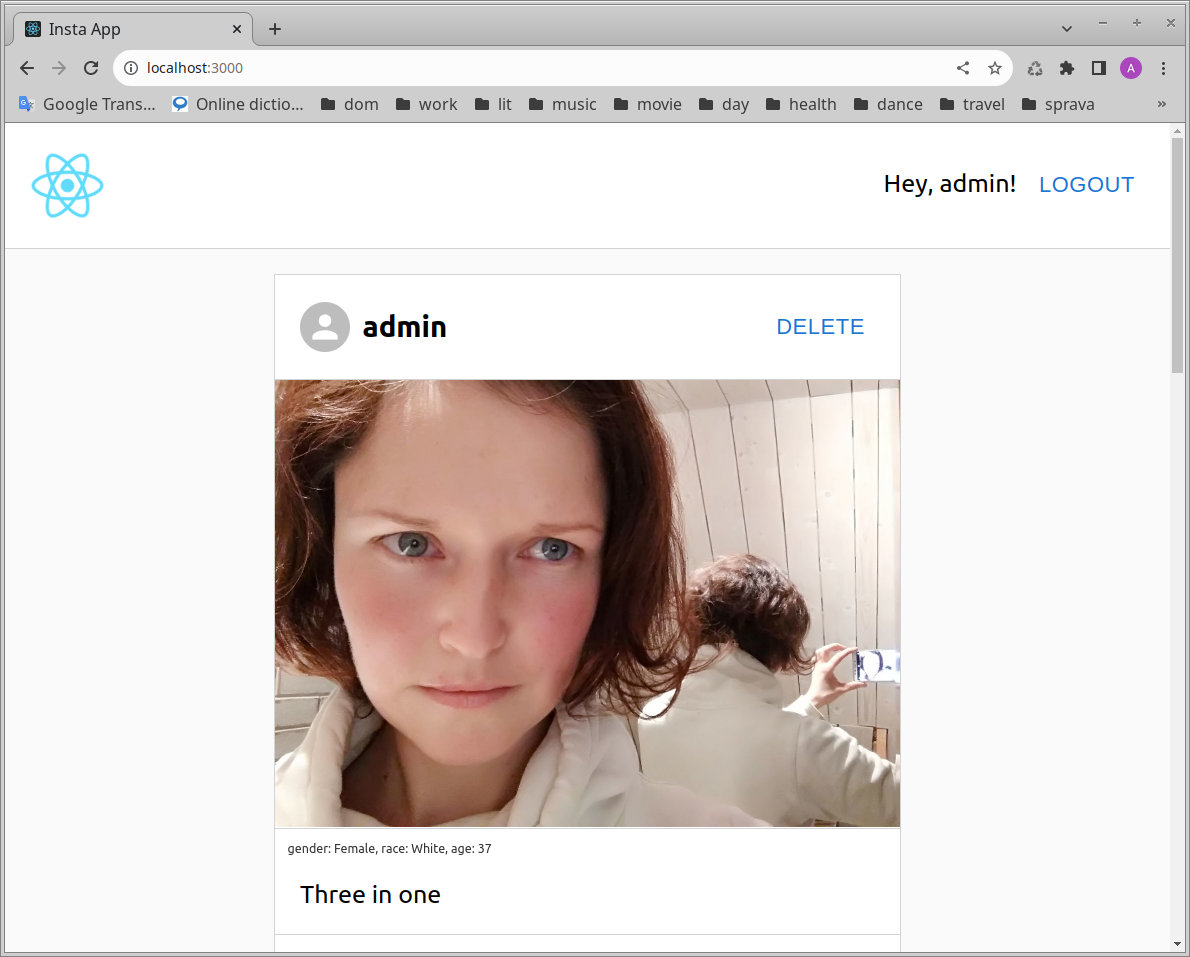 Insta App
localhost:3000
A
Google Trans... Online dictio... dom work lit music movie day health dance travel sprava »
Hey, admin! LOGOUT
admin DELETE
gender: Female, race: White, age: 37
Three in one